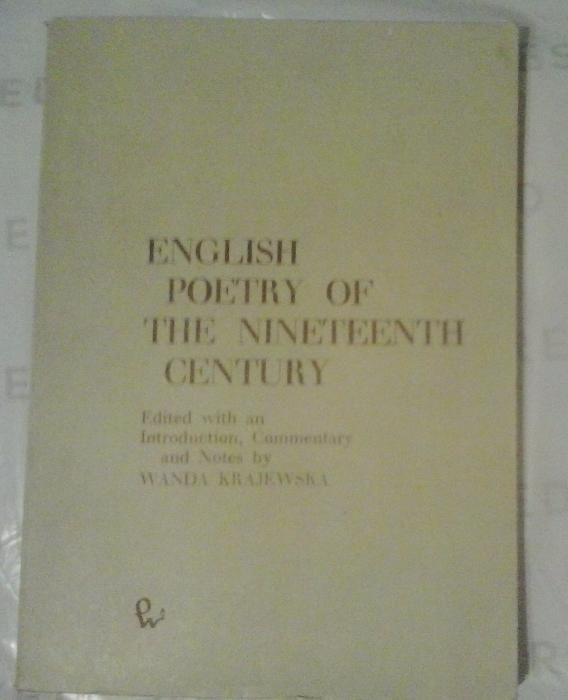 ENGLISH
POETRY OF
THE NINETEENTH
CENTURY
Edited with an
Introduction, Commentary
and Notes by
WANDA KRAJEWSKA